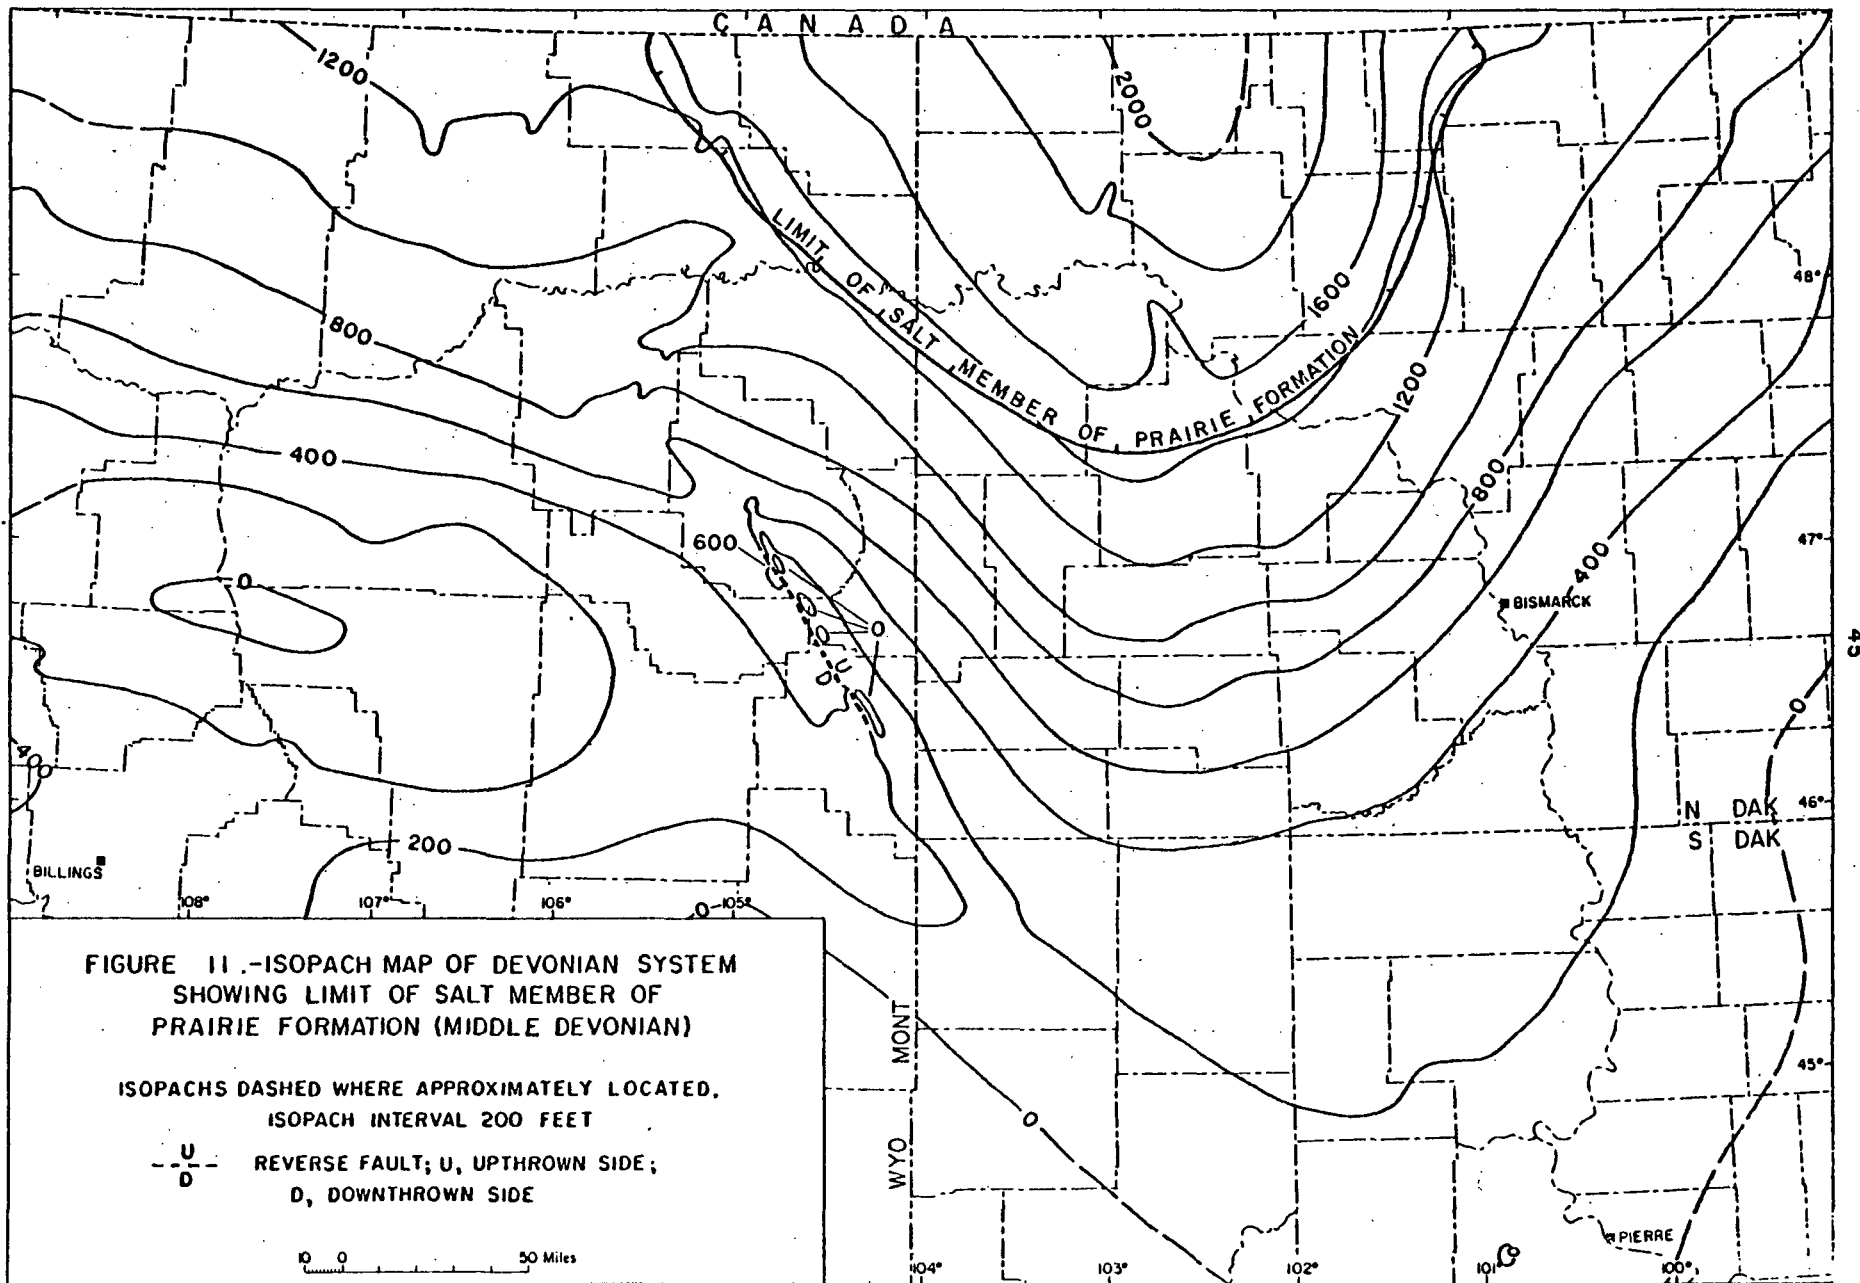 C A N A D A
1200
2000
LIMIT OF SALT MEMBER OF PRAIRIE FORMATION
48°
1600
800
1200
400
800
600
47°
400
0
BISMARCK
0
45
U
D
0
400
N DAK
46°
S DAK
200
BILLINGS
108°
107°
106°
0
105°
FIGURE 11.-ISOPACH MAP OF DEVONIAN SYSTEM
SHOWING LIMIT OF SALT MEMBER OF
PRAIRIE FORMATION (MIDDLE DEVONIAN)
ISOPACHS DASHED WHERE APPROXIMATELY LOCATED.
ISOPACH INTERVAL 200 FEET
U
D
REVERSE FAULT; U, UPTHROWN SIDE;
D, DOWNTHROWN SIDE
10 0 50 Miles
MONT
WYO
45°
0
PIERRE
104°
103°
102°
101°
100°